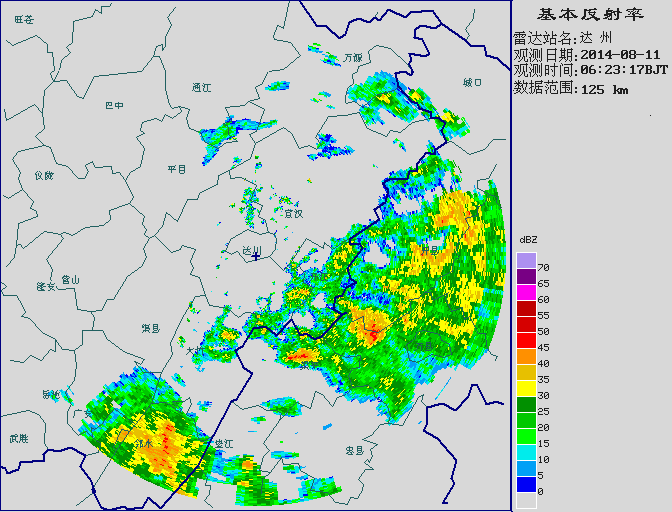 基本反射率
雷达站名:达 州
观测日期:2014-08-11
观测时间:06:23:17BJT
数据范围:125 km
旺苍
万源
城口
通江
巴中
仪陇
平昌
宣汉
达川
开县
营山
蓬安
渠县
大竹
岳池
广安
武胜
邻水
垫江
忠县
dBZ
70
65
60
55
50
45
40
35
30
25
20
15
10
5
0